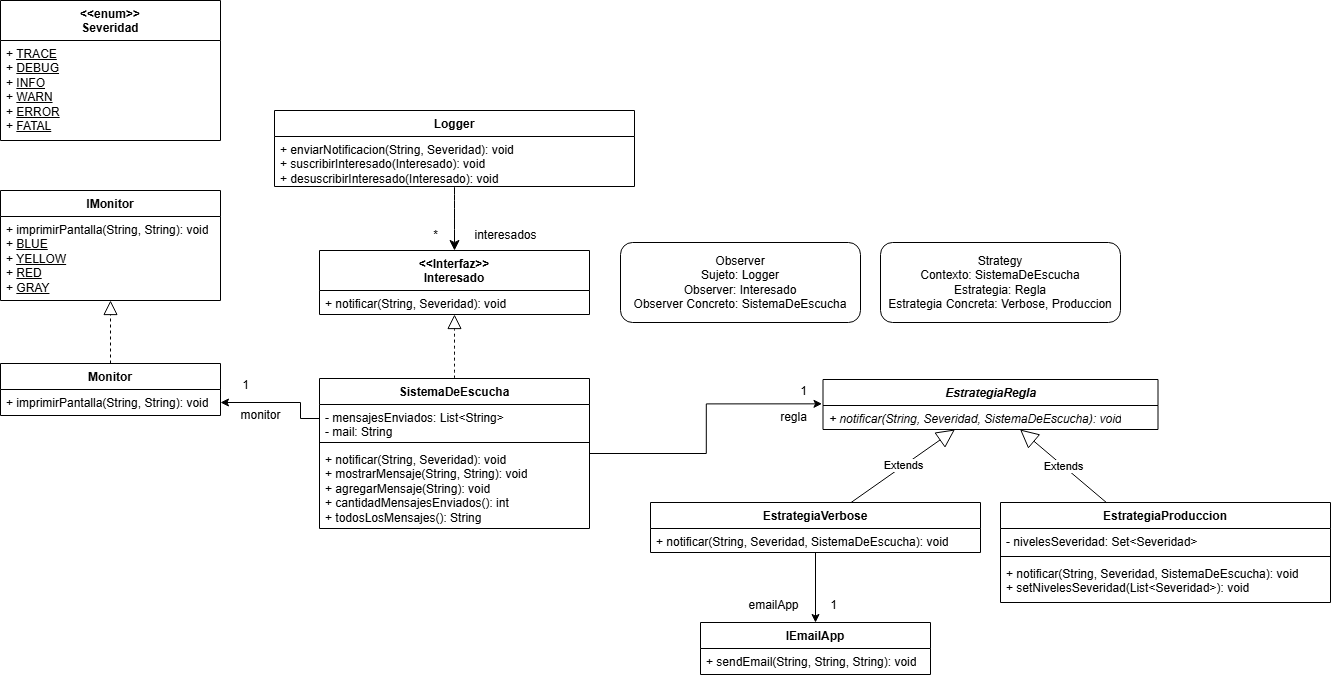 <<enum>>
Severidad
+ TRACE
+ DEBUG
+ INFO
+ WARN
+ ERROR
+ FATAL
Logger
+ enviarNotificacion(String, Severidad): void
+ suscribirInteresado(Interesado): void
+ desuscribirInteresado(Interesado): void
IMonitor
+ imprimirPantalla(String, String): void
+ BLUE
+ YELLOW
+ RED
+ GRAY
* interesados
<<Interfaz>>
Interesado
+ notificar(String, Severidad): void
Observer
Sujeto: Logger
Observer: Interesado
Observer Concreto: SistemaDeEscucha
Strategy
Contexto: SistemaDeEscucha
Estrategia: Regla
Estrategia Concreta: Verbose, Produccion
Monitor
+ imprimirPantalla(String, String): void
1
monitor
SistemaDeEscucha
- mensajesEnviados: List<String>
- mail: String
+ notificar(String, Severidad): void
+ mostrarMensaje(String, String): void
+ agregarMensaje(String): void
+ cantidadMensajesEnviados(): int
+ todosLosMensajes(): String
1
regla
EstrategiaRegla
+ notificar(String, Severidad, SistemaDeEscucha): void
Extends
Extends
EstrategiaVerbose
+ notificar(String, Severidad, SistemaDeEscucha): void
EstrategiaProduccion
- nivelesSeveridad: Set<Severidad>
+ notificar(String, Severidad, SistemaDeEscucha): void
+ setNivelesSeveridad(List<Severidad>): void
emailApp 1
IEmailApp
+ sendEmail(String, String, String): void